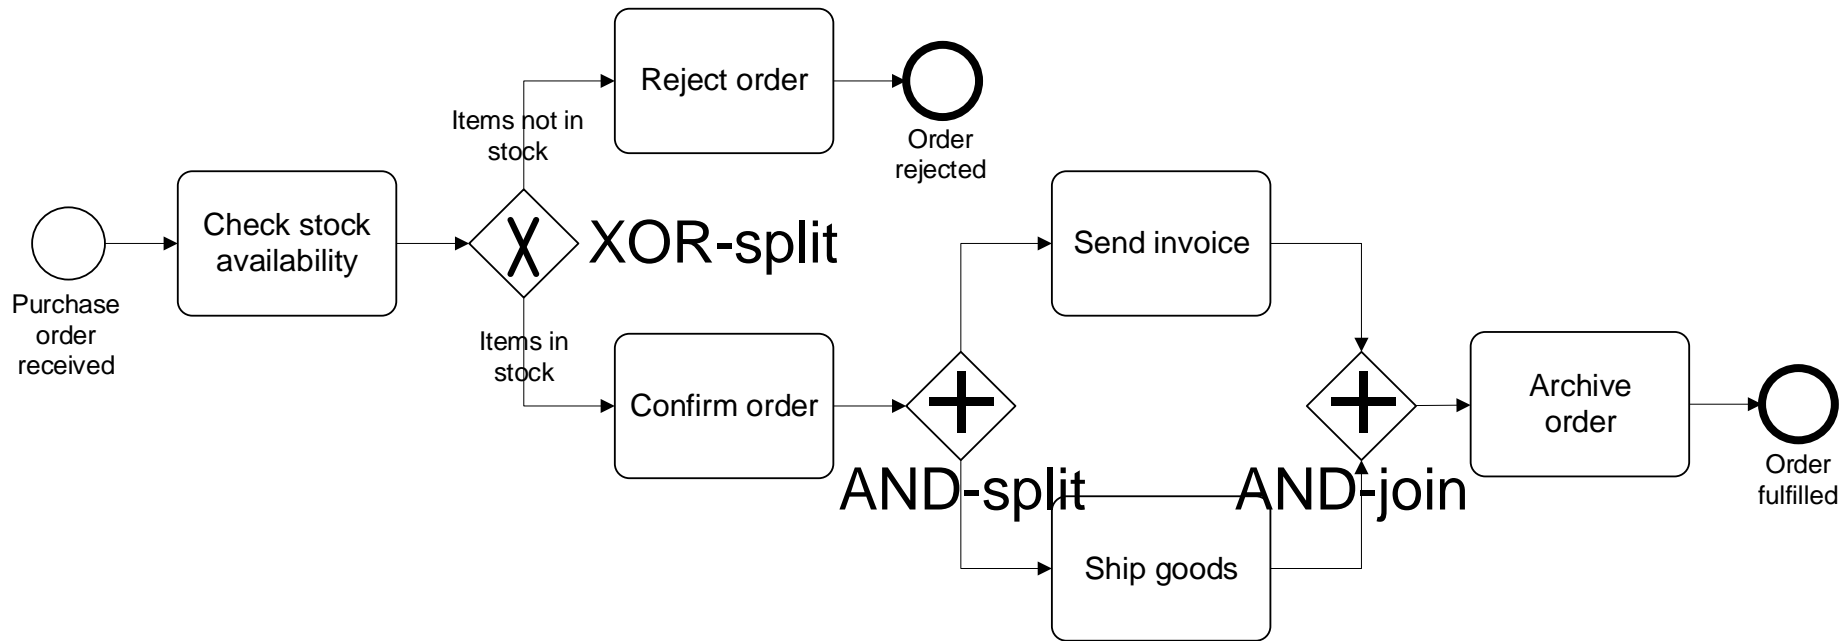 Reject order
Order
rejected
Items not in
stock
Check stock
availability
XOR-split
Send invoice
Purchase
order
received
Items in
stock
Confirm order
AND-split
AND-join
Archive
order
Order
fulfilled
Ship goods